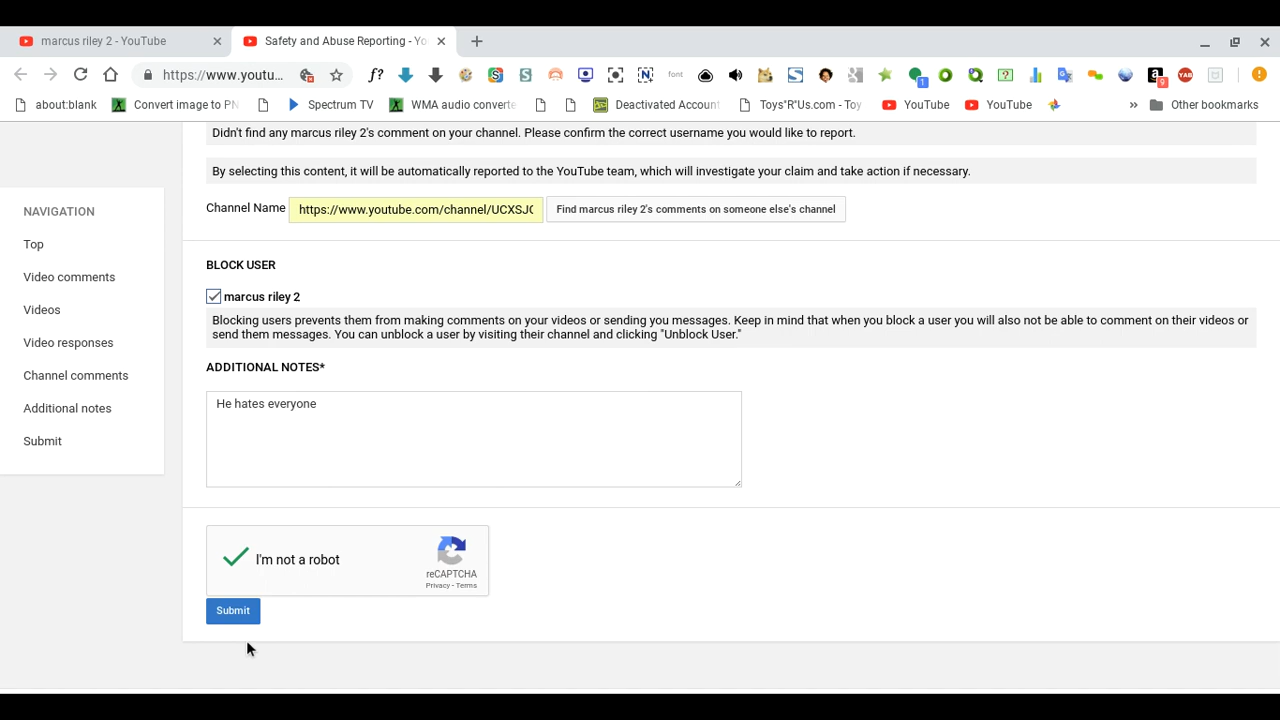 marcus riley 2 - YouTube
Safety and Abuse Reporting - Yo
https://www.youtu...
f?
font
1
9
YAB
about:blank
Convert image to PN
Spectrum TV
WMA audio converte
Deactivated Account
Toys"R"Us.com - Toy
YouTube
YouTube
»
Other bookmarks
Didn't find any marcus riley 2's comment on your channel. Please confirm the correct username you would like to report.
By selecting this content, it will be automatically reported to the YouTube team, which will investigate your claim and take action if necessary.
NAVIGATION
Top
Video comments
Videos
Video responses
Channel comments
Additional notes
Submit
Channel Name
https://www.youtube.com/channel/UCXSJ
Find marcus riley 2's comments on someone else's channel
BLOCK USER
marcus riley 2
Blocking users prevents them from making comments on your videos or sending you messages. Keep in mind that when you block a user you will also not be able to comment on their videos or
send them messages. You can unblock a user by visiting their channel and clicking "Unblock User."
ADDITIONAL NOTES*
He hates everyone
I'm not a robot
reCAPTCHA
Privacy - Terms
Submit